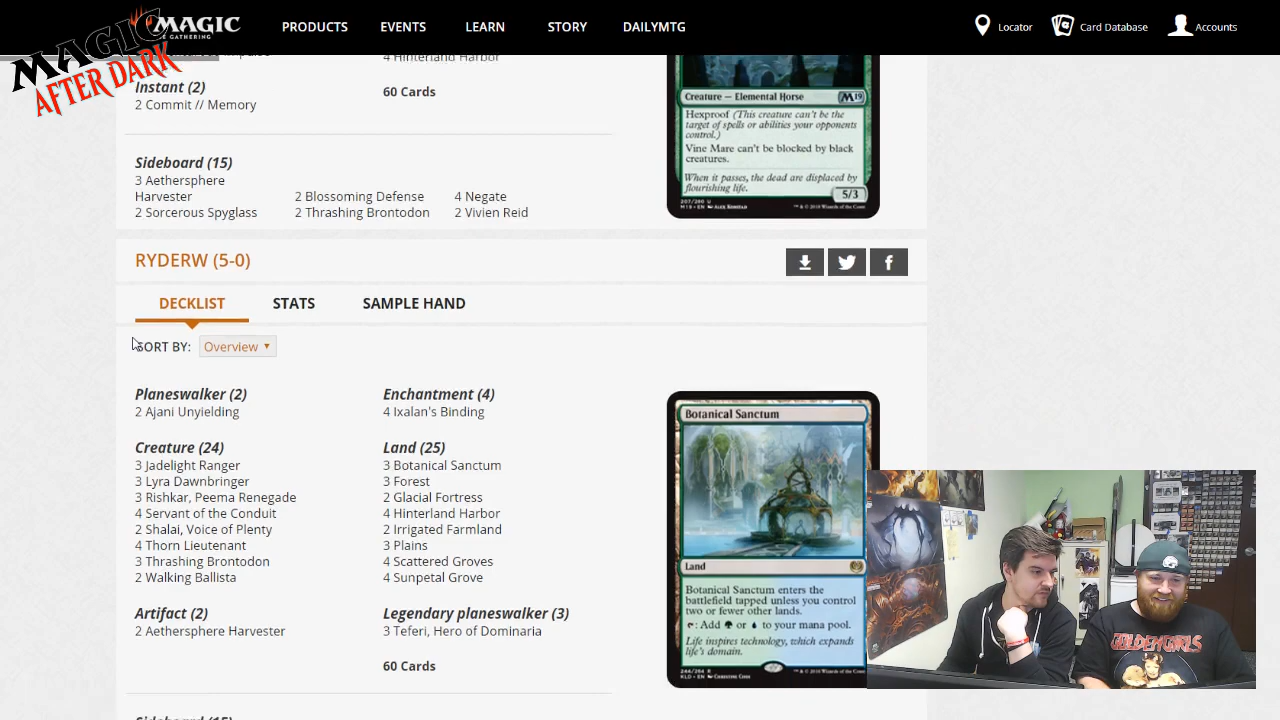 MAGIC
THE GATHERING
PRODUCTS
EVENTS
LEARN
STORY
DAILYMTG
Locator
Card Database
Accounts
MAGIC
AFTER DARK
4 Hinterland Harbor
Instant (2)
2 Commit // Memory
60 Cards
Sideboard (15)
3 Aethersphere
Harvester
2 Sorcerous Spyglass
2 Blossoming Defense
2 Thrashing Brontodon
4 Negate
2 Vivien Reid
Creature — Elemental Horse
M19
Hexproof (This creature can't be the
target of spells or abilities your opponents
control.)
Vine Mare can't be blocked by black
creatures.
When it passes, the dead are displaced by
flourishing life.
5/3
RYDERW (5-0)
DECKLIST
STATS
SAMPLE HAND
SORT BY:
Overview
Planeswalker (2)
2 Ajani Unyielding
Creature (24)
3 Jadelight Ranger
3 Lyra Dawnbringer
3 Rishkar, Peema Renegade
4 Servant of the Conduit
2 Shalai, Voice of Plenty
4 Thorn Lieutenant
3 Thrashing Brontodon
2 Walking Ballista
Artifact (2)
2 Aethersphere Harvester
Enchantment (4)
4 Ixalan's Binding
Land (25)
3 Botanical Sanctum
3 Forest
2 Glacial Fortress
4 Hinterland Harbor
2 Irrigated Farmland
3 Plains
4 Scattered Groves
4 Sunpetal Grove
Legendary planeswalker (3)
3 Teferi, Hero of Dominaria
60 Cards
Botanical Sanctum
Land
Botanical Sanctum enters the
battlefield tapped unless you control
two or fewer other lands.
: Add or to your mana pool.
Life inspires technology, which expands
life's domain.
GOLDEN GIRLS